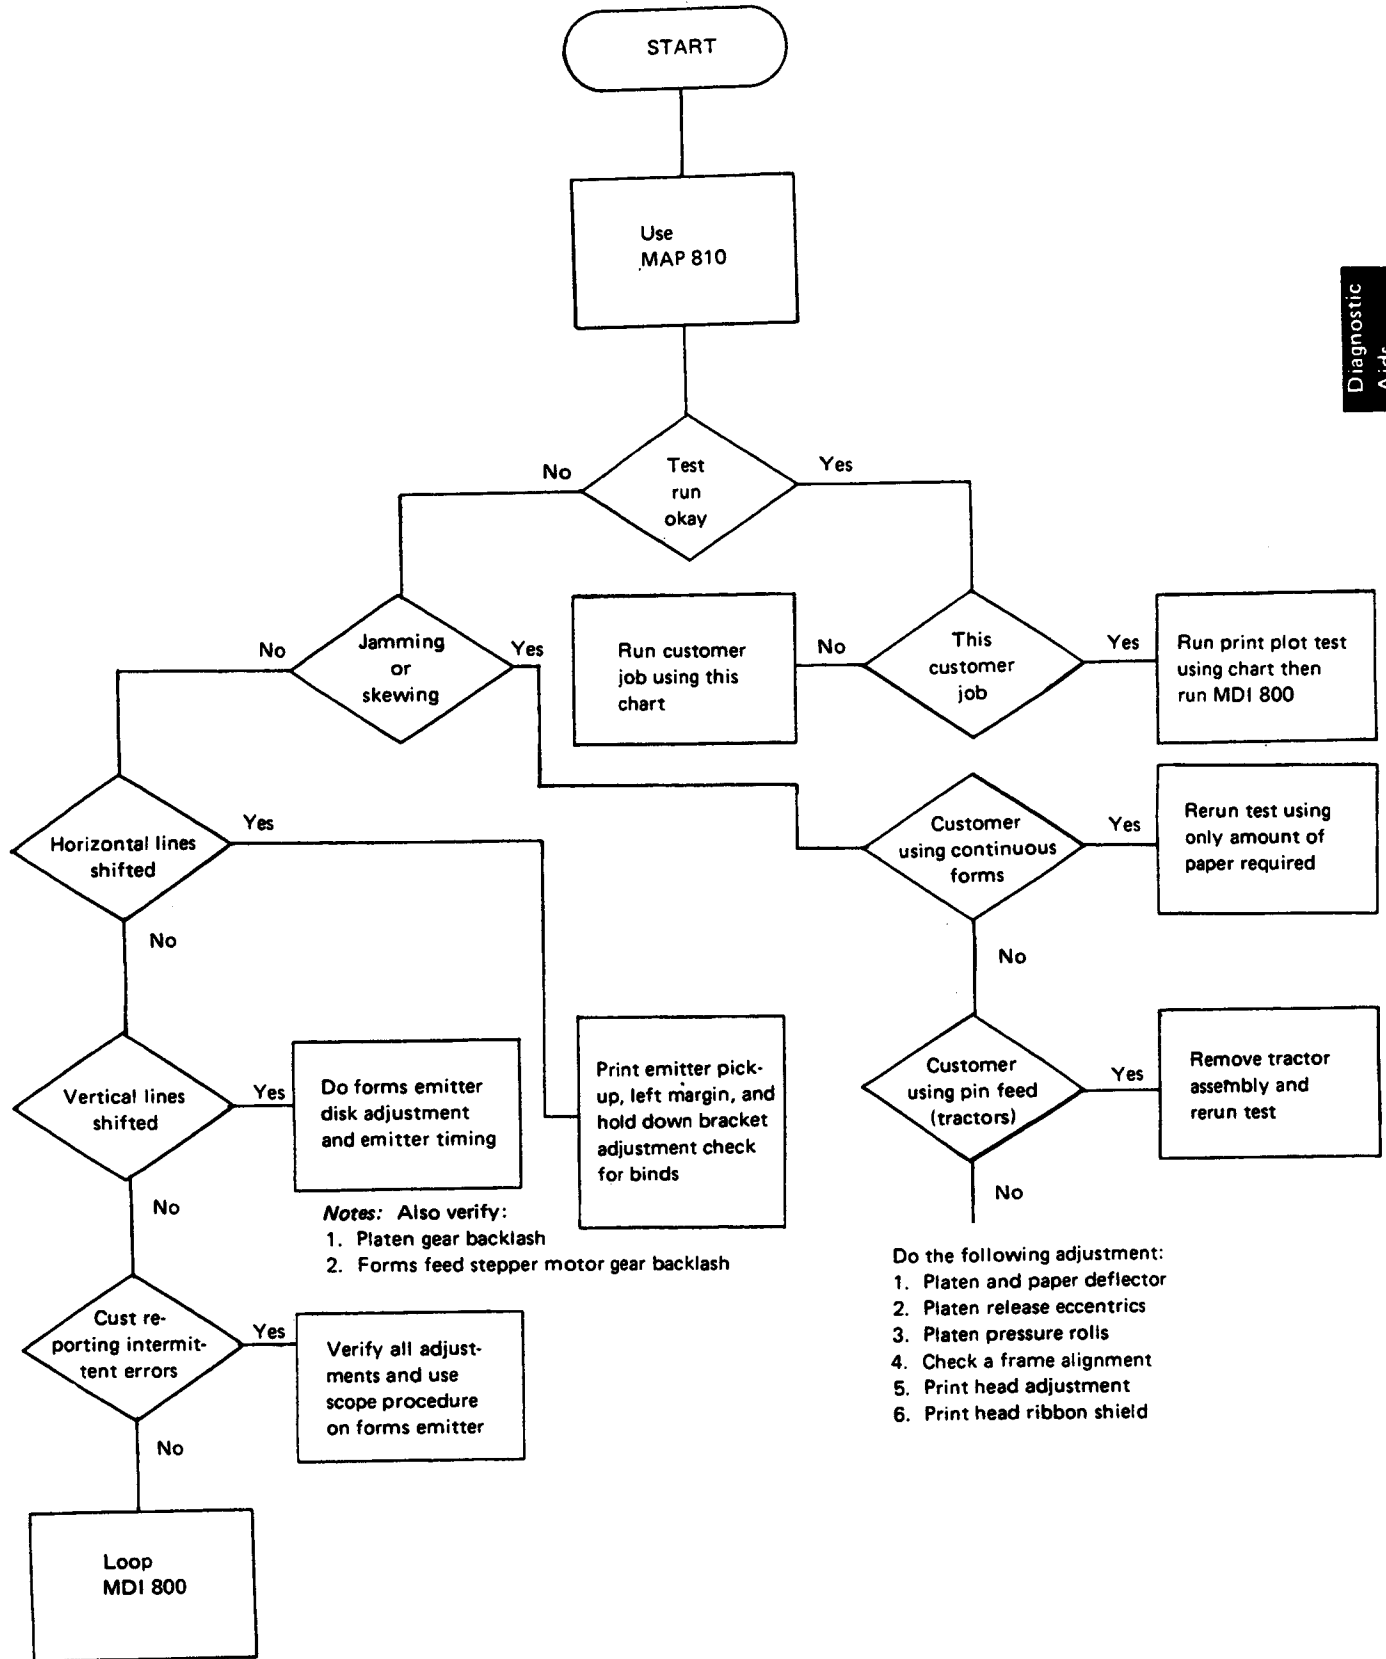 START
Use
MAP 810
Diagnostic
Aids
Test
run
okay
No
Yes
Jamming
or
skewing
No
Yes
Run customer
job using this
chart
No
This
customer
job
Yes
Run print plot test
using chart then
run MDI 800
Horizontal lines
shifted
Yes
No
Customer
using continuous
forms
Yes
Rerun test using
only amount of
paper required
No
Vertical lines
shifted
Yes
Do forms emitter
disk adjustment
and emitter timing
Print emitter pick-
up, left margin, and
hold down bracket
adjustment check
for binds
Customer
using pin feed
(tractors)
Yes
Remove tractor
assembly and
rerun test
No
No
Notes: Also verify:
1. Platen gear backlash
2. Forms feed stepper motor gear backlash
Cust re-
porting intermit-
tent errors
Yes
Verify all adjust-
ments and use
scope procedure
on forms emitter
No
Do the following adjustment:
1. Platen and paper deflector
2. Platen release eccentrics
3. Platen pressure rolls
4. Check a frame alignment
5. Print head adjustment
6. Print head ribbon shield
Loop
MDI 800